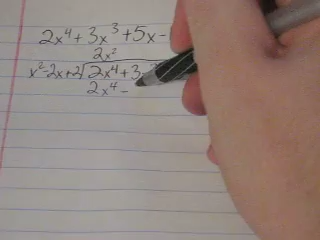 2x⁴ + 3x³ + 5x -
2x²
x² - 2x + 2 ⟌ 2x⁴ + 3
2x⁴ -